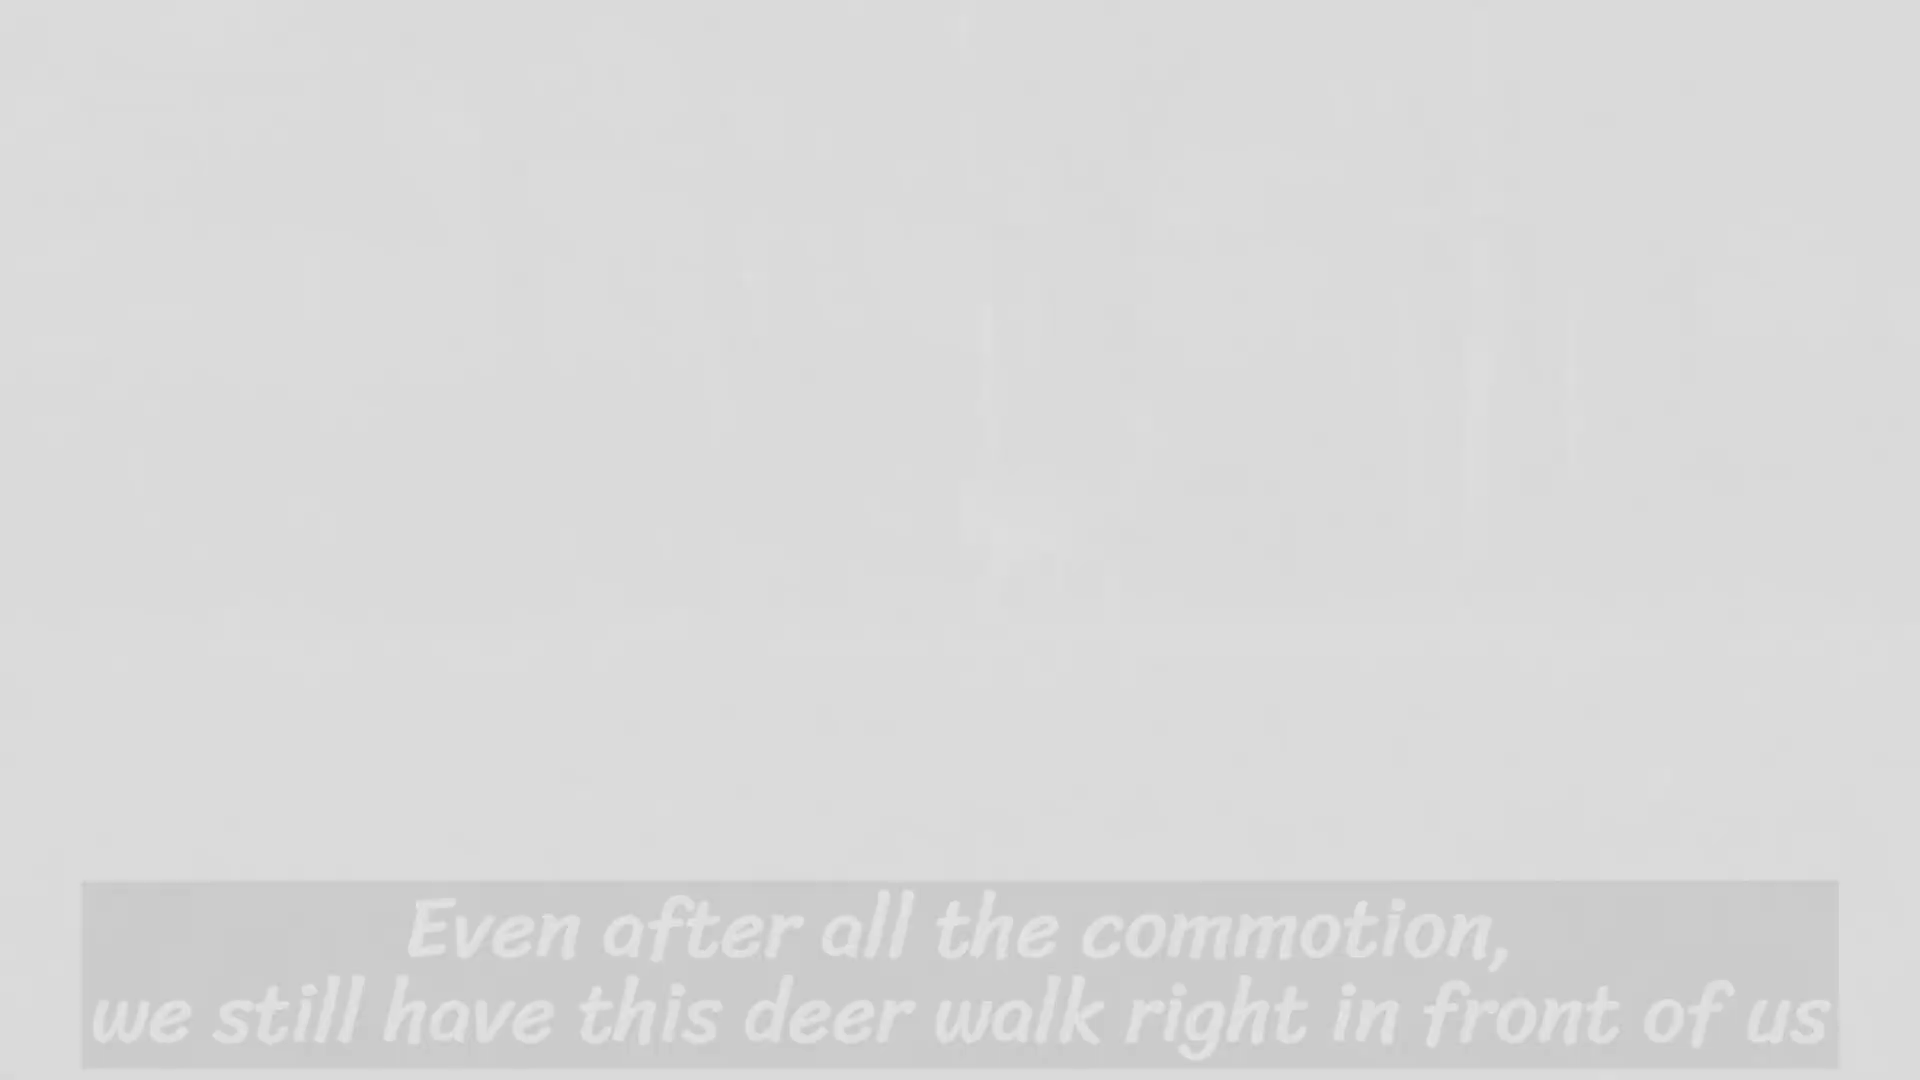 Even after all the commotion,
we still have this deer walk right in front of us